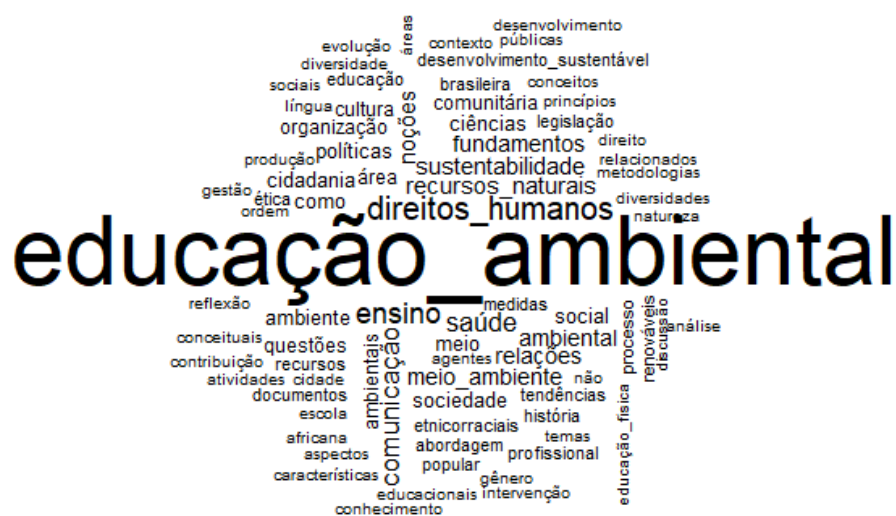 desenvolvimento
áreas
evolução contexto públicas
diversidade desenvolvimento_sustentável
sociais educação brasileira conceitos
língua cultura noções comunitária princípios
organização ciências legislação
produção políticas fundamentos direito
sustentabilidade relacionados
cidadania área metodologias
gestão recursos_naturais
ética como diversidades
ordem direitos_humanos natureza
educação_ambiental
reflexão ensino medidas
ambiente saúde social processo renováveis discussão análise
conceituais questões ambientais comunicação meio ambiental
contribuição recursos agentes relações
atividades cidade meio_ambiente não
documentos sociedade tendências
escola história educação_física
etnicorraciais
africana abordagem temas
aspectos profissional
características popular gênero
educacionais intervenção
conhecimento